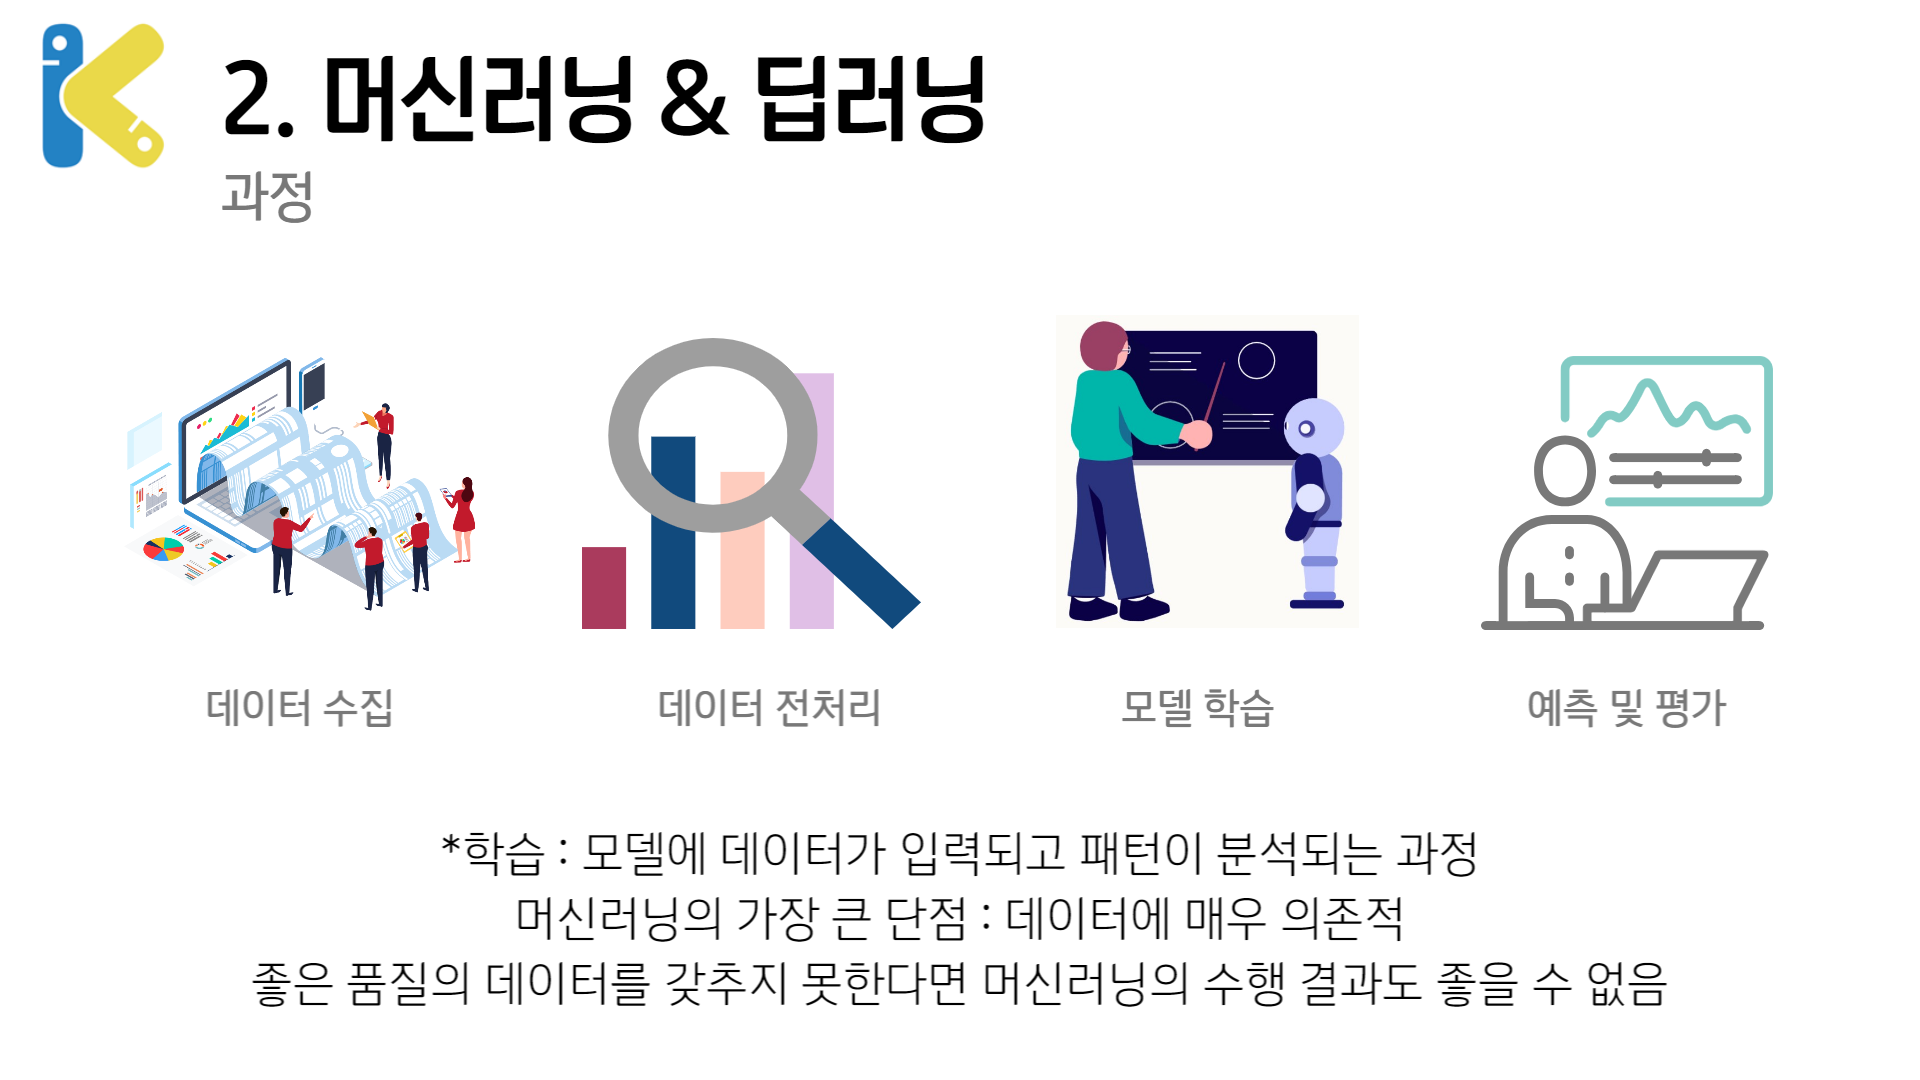 2. 머신러닝 & 딥러닝
과정
데이터 수집
데이터 전처리
모델 학습
예측 및 평가
*학습 : 모델에 데이터가 입력되고 패턴이 분석되는 과정
머신러닝의 가장 큰 단점 : 데이터에 매우 의존적
좋은 품질의 데이터를 갖추지 못한다면 머신러닝의 수행 결과도 좋을 수 없음